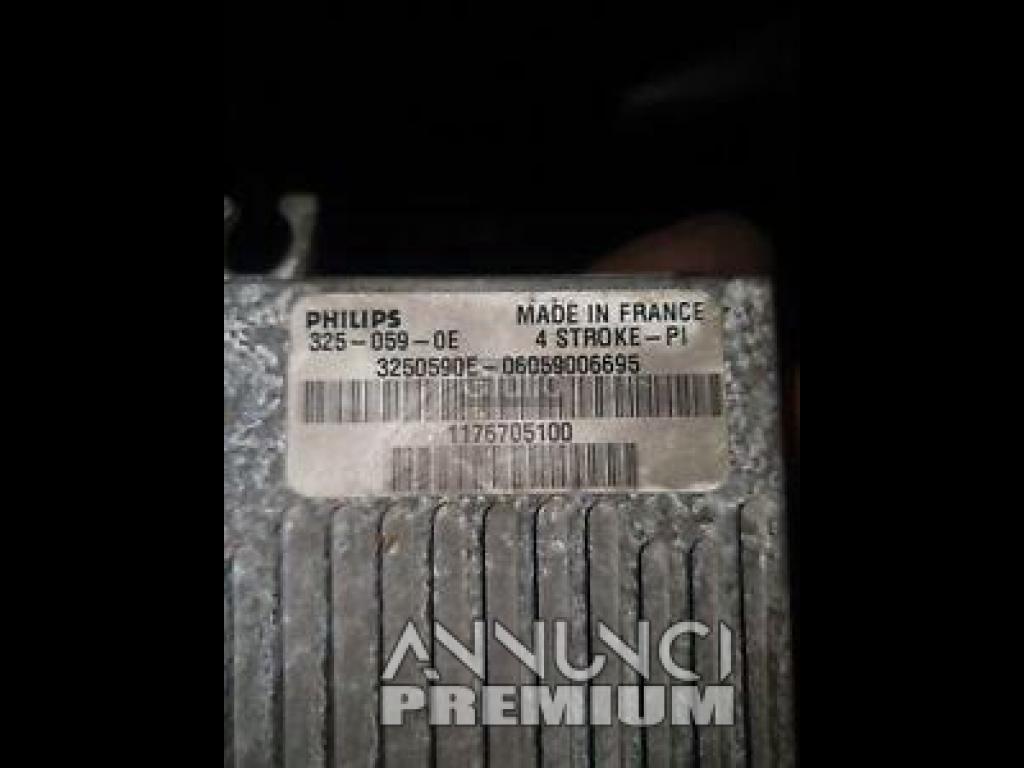 PHILIPS MADE IN FRANCE
325-059-0E 4 STROKE-PI
3250590E-06059006695
1176705100
ANNUNCI
PREMIUM